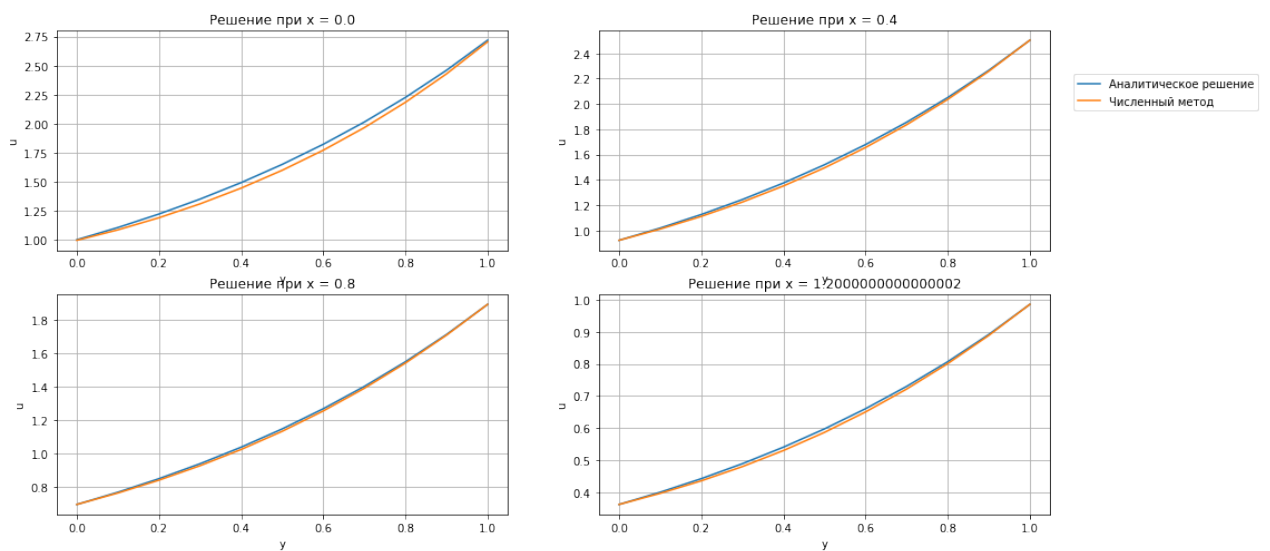 Решение при x = 0.0
2.75
2.50
2.25
2.00
1.75
1.50
1.25
1.00
u
0.0 0.2 0.4 0.6 0.8 1.0
y
Решение при x = 0.4
2.4
2.2
2.0
1.8
1.6
1.4
1.2
1.0
u
0.0 0.2 0.4 0.6 0.8 1.0
y
Аналитическое решение
Численный метод
Решение при x = 0.8
1.8
1.6
1.4
1.2
1.0
0.8
u
0.0 0.2 0.4 0.6 0.8 1.0
y
Решение при x = 1.2000000000000002
1.0
0.9
0.8
0.7
0.6
0.5
0.4
u
0.0 0.2 0.4 0.6 0.8 1.0
y